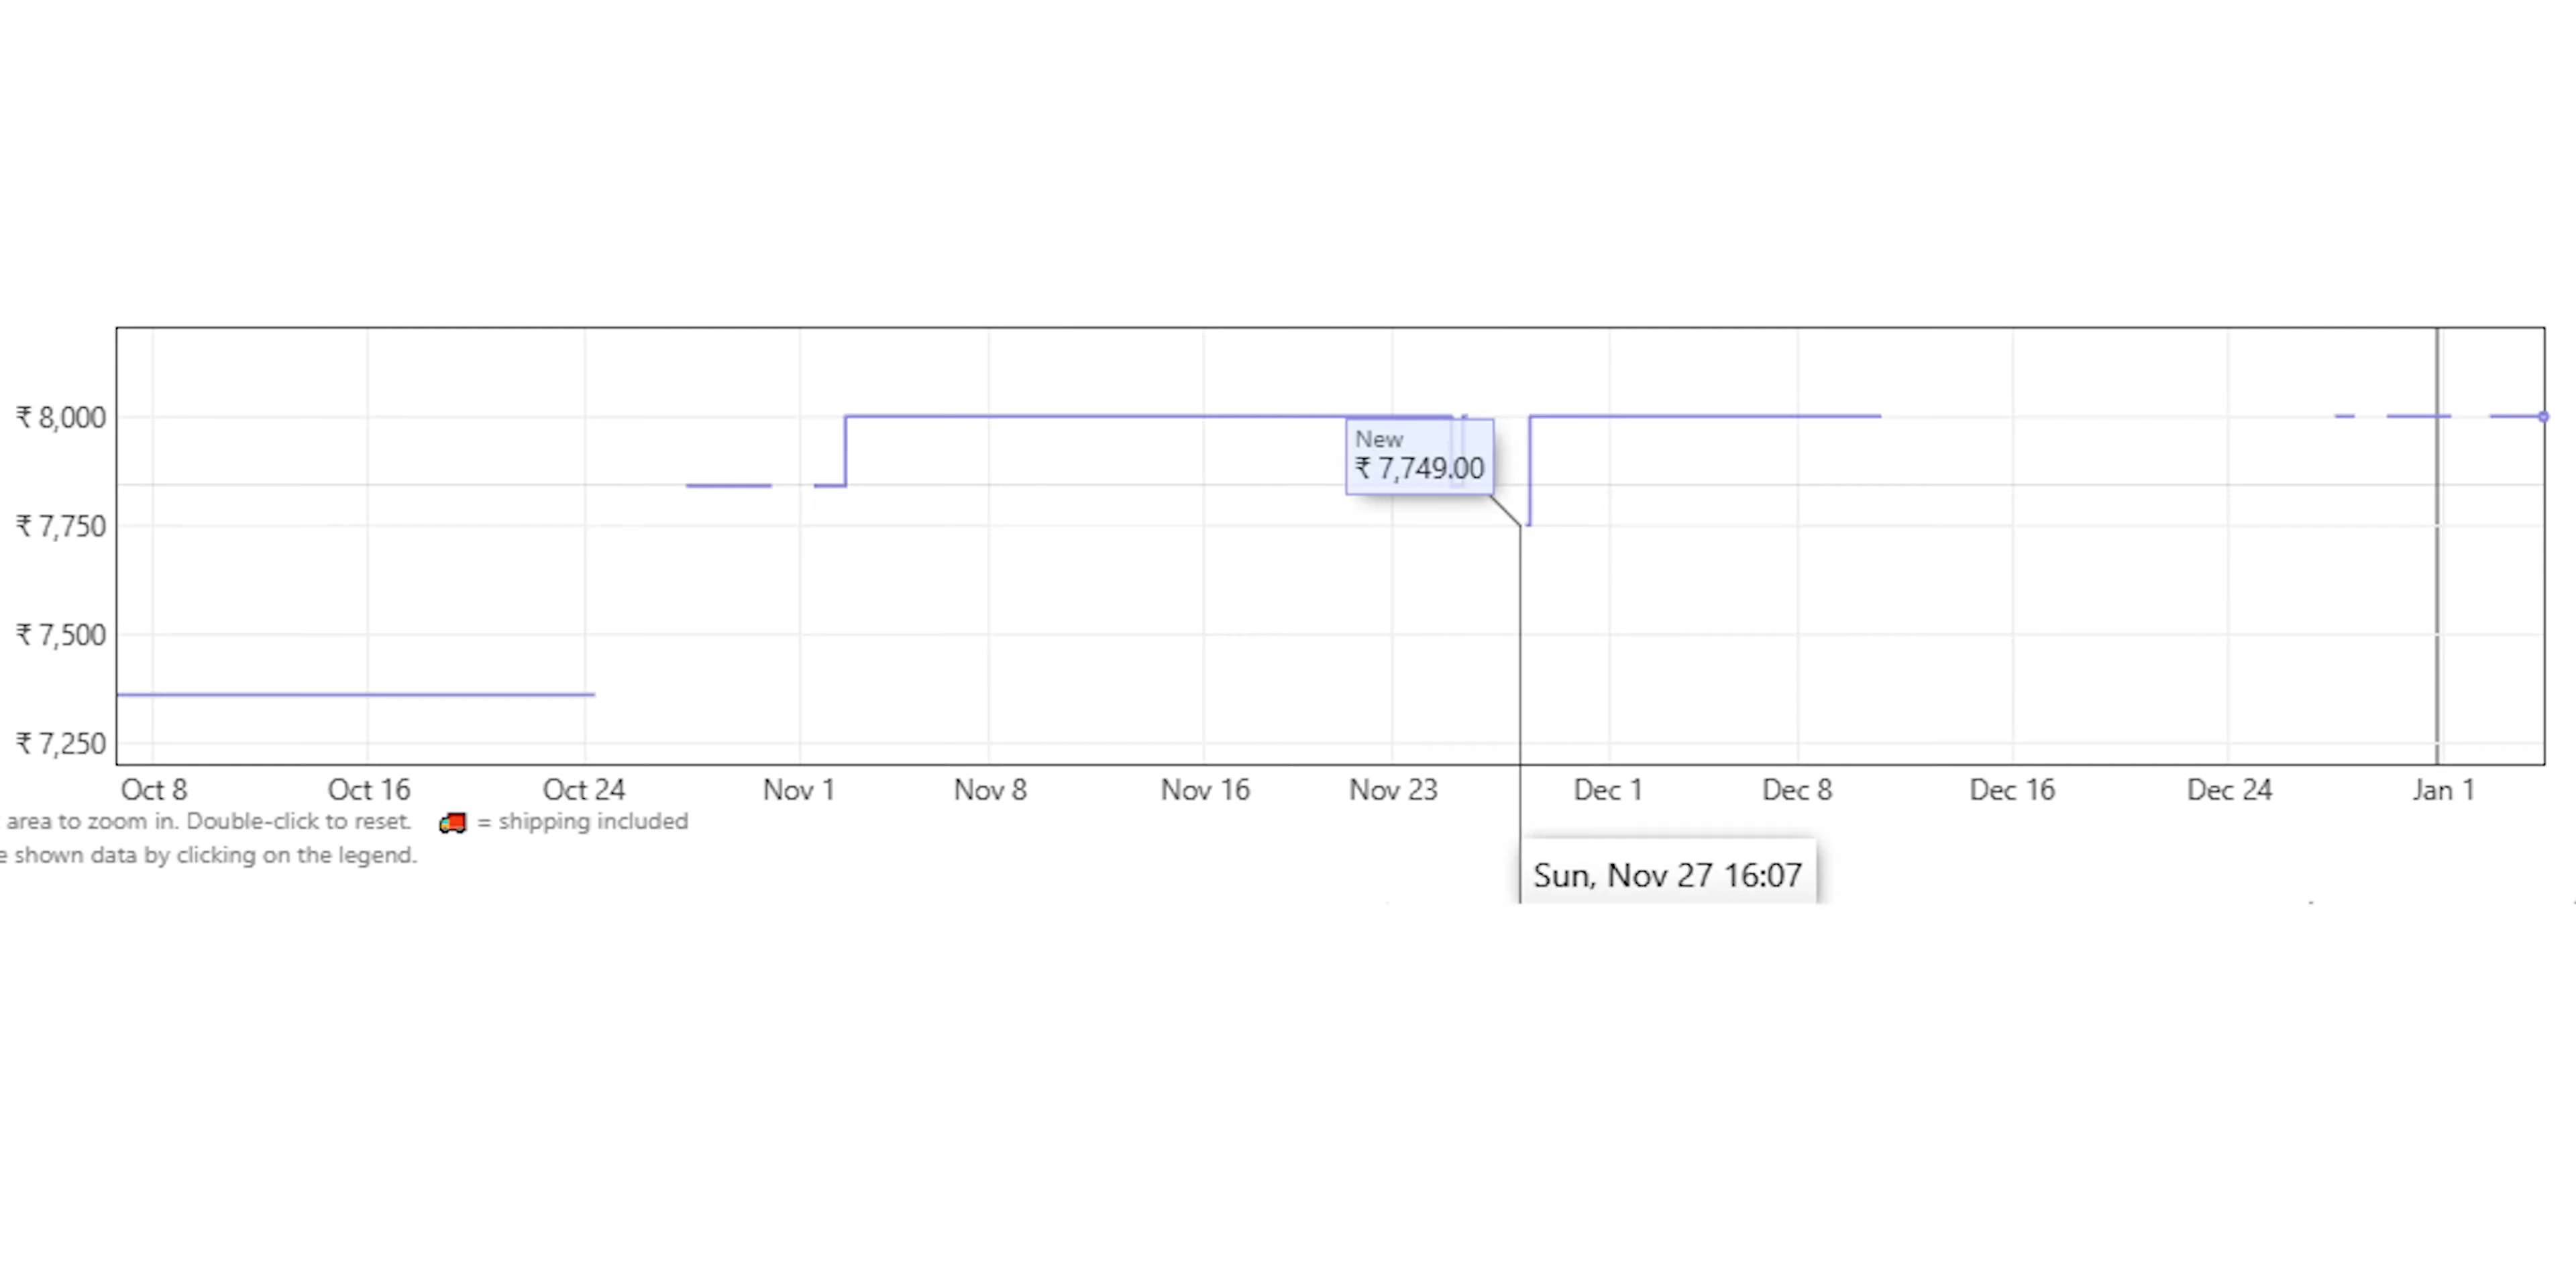 ₹ 8,000
New
₹ 7,749.00
₹ 7,750
₹ 7,500
₹ 7,250
Oct 8 Oct 16 Oct 24 Nov 1 Nov 8 Nov 16 Nov 23 Dec 1 Dec 8 Dec 16 Dec 24 Jan 1
area to zoom in. Double-click to reset. = shipping included
e shown data by clicking on the legend.
Sun, Nov 27 16:07